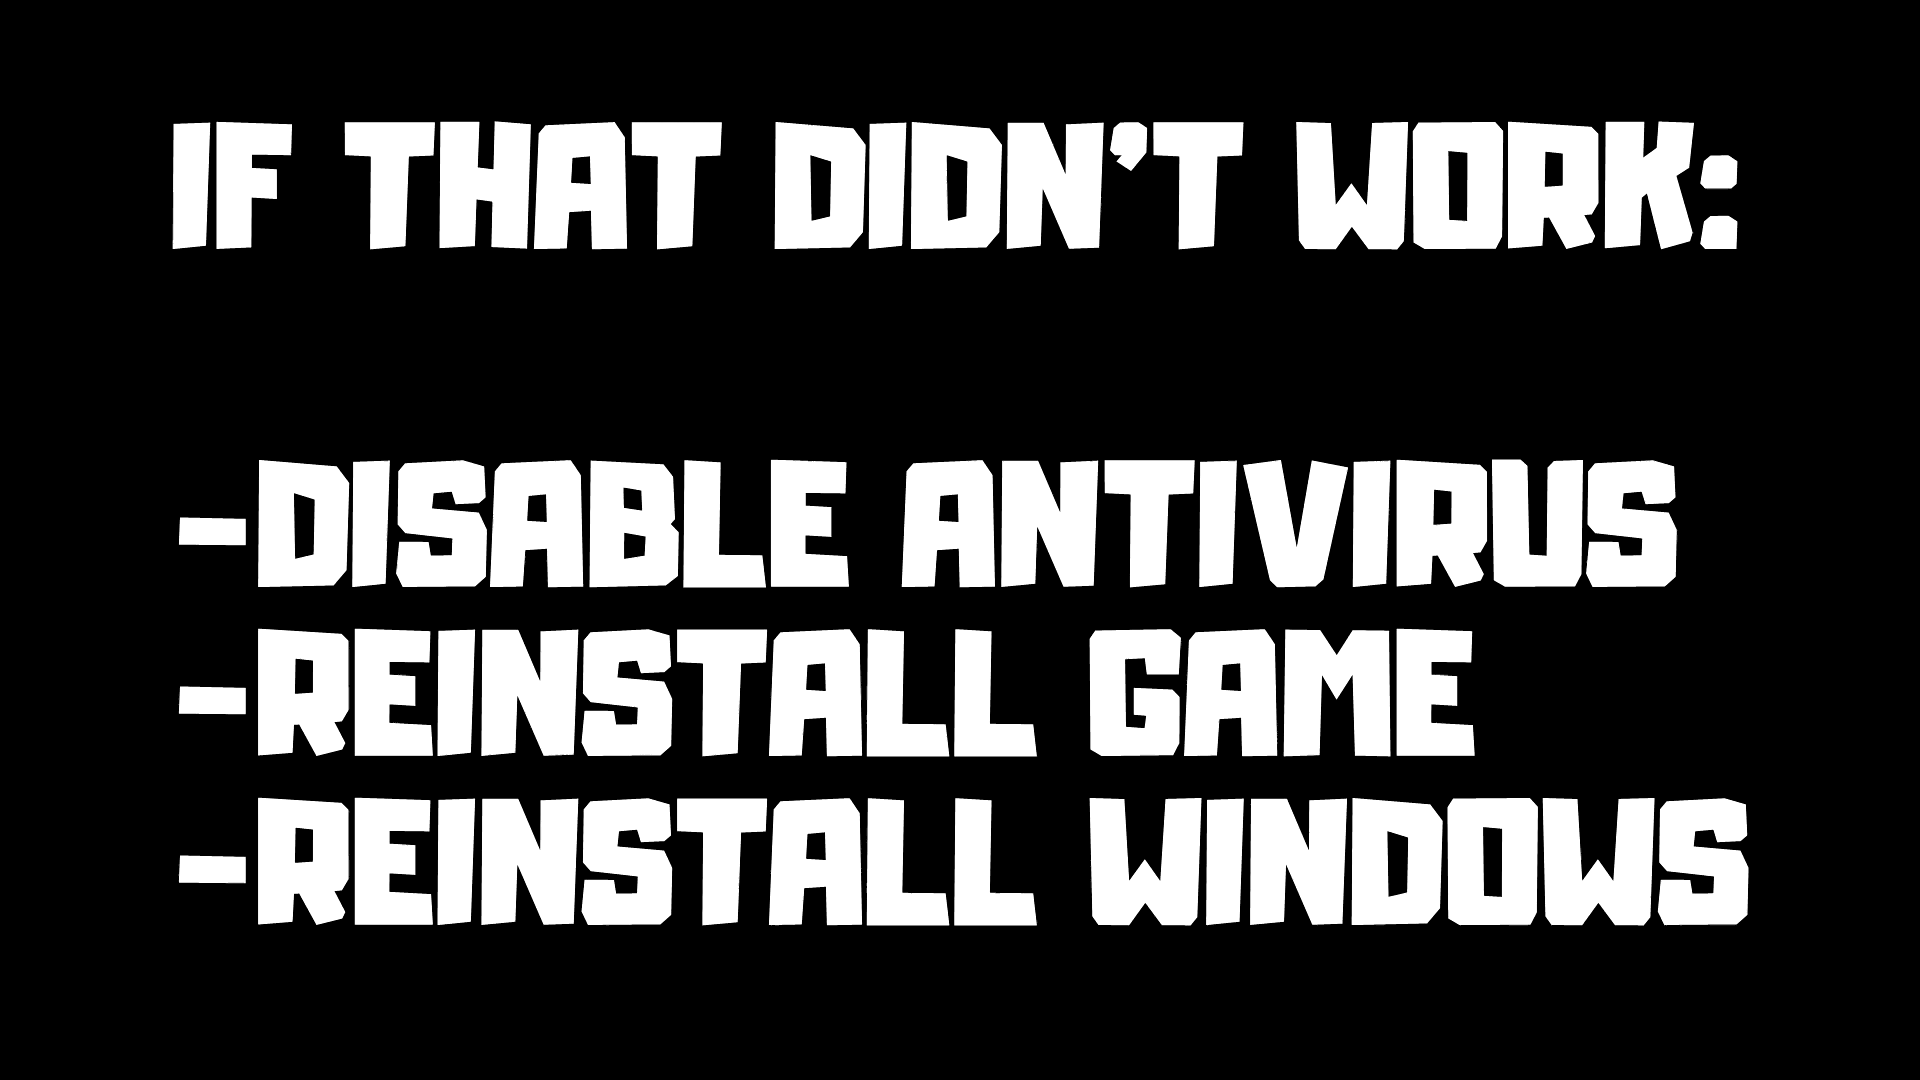 IF THAT DIDN'T WORK:
-DISABLE ANTIVIRUS
-REINSTALL GAME
-REINSTALL WINDOWS